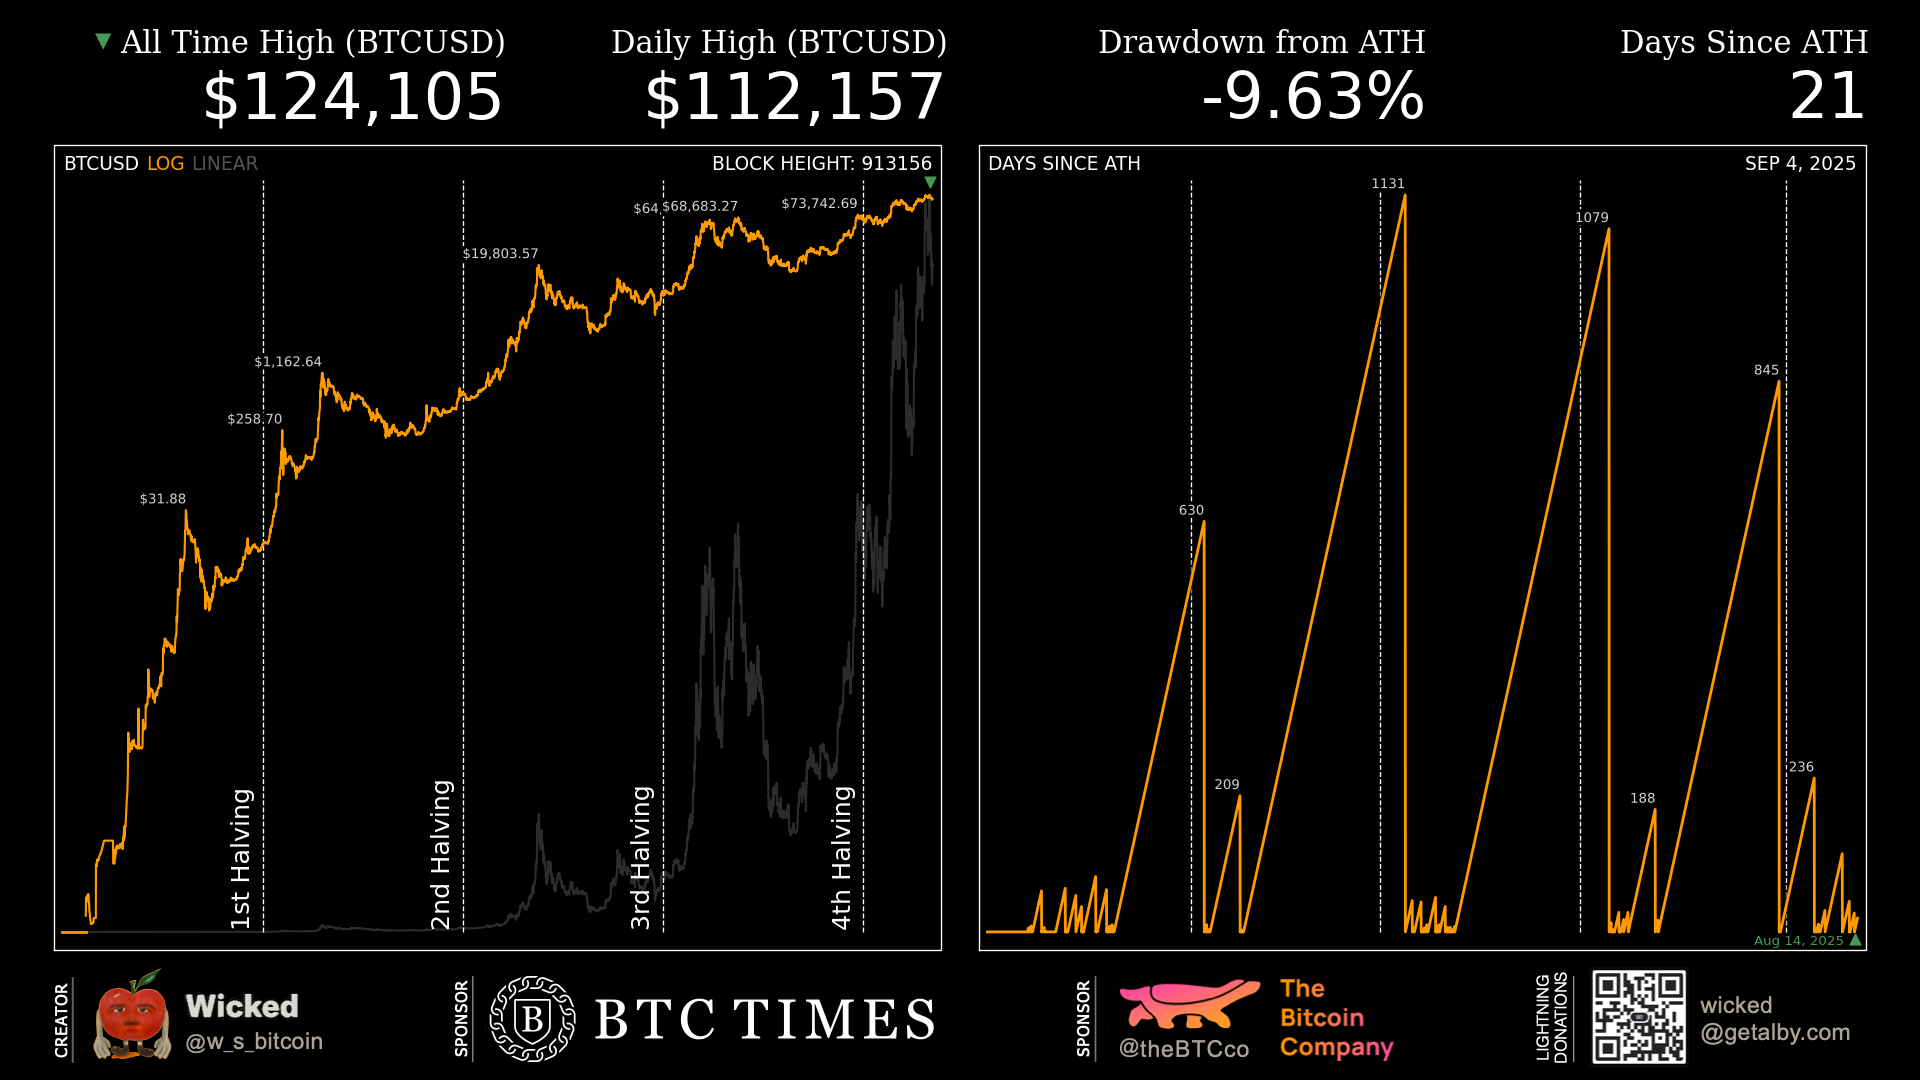 ▼ All Time High (BTCUSD)
$124,105
Daily High (BTCUSD)
$112,157
Drawdown from ATH
-9.63%
Days Since ATH
21
BTCUSD LOG LINEAR
BLOCK HEIGHT: 913156
$31.88
$258.70
$1,162.64
$19,803.57
$64,
$68,683.27
$73,742.69
1st Halving
2nd Halving
3rd Halving
4th Halving
DAYS SINCE ATH
SEP 4, 2025
630
209
1131
1079
188
845
236
Aug 14, 2025
CREATOR
Wicked
@w_s_bitcoin
SPONSOR
B
BTC TIMES
SPONSOR
@theBTCco
The
Bitcoin
Company
LIGHTNING
DONATIONS
wicked
@getalby.com